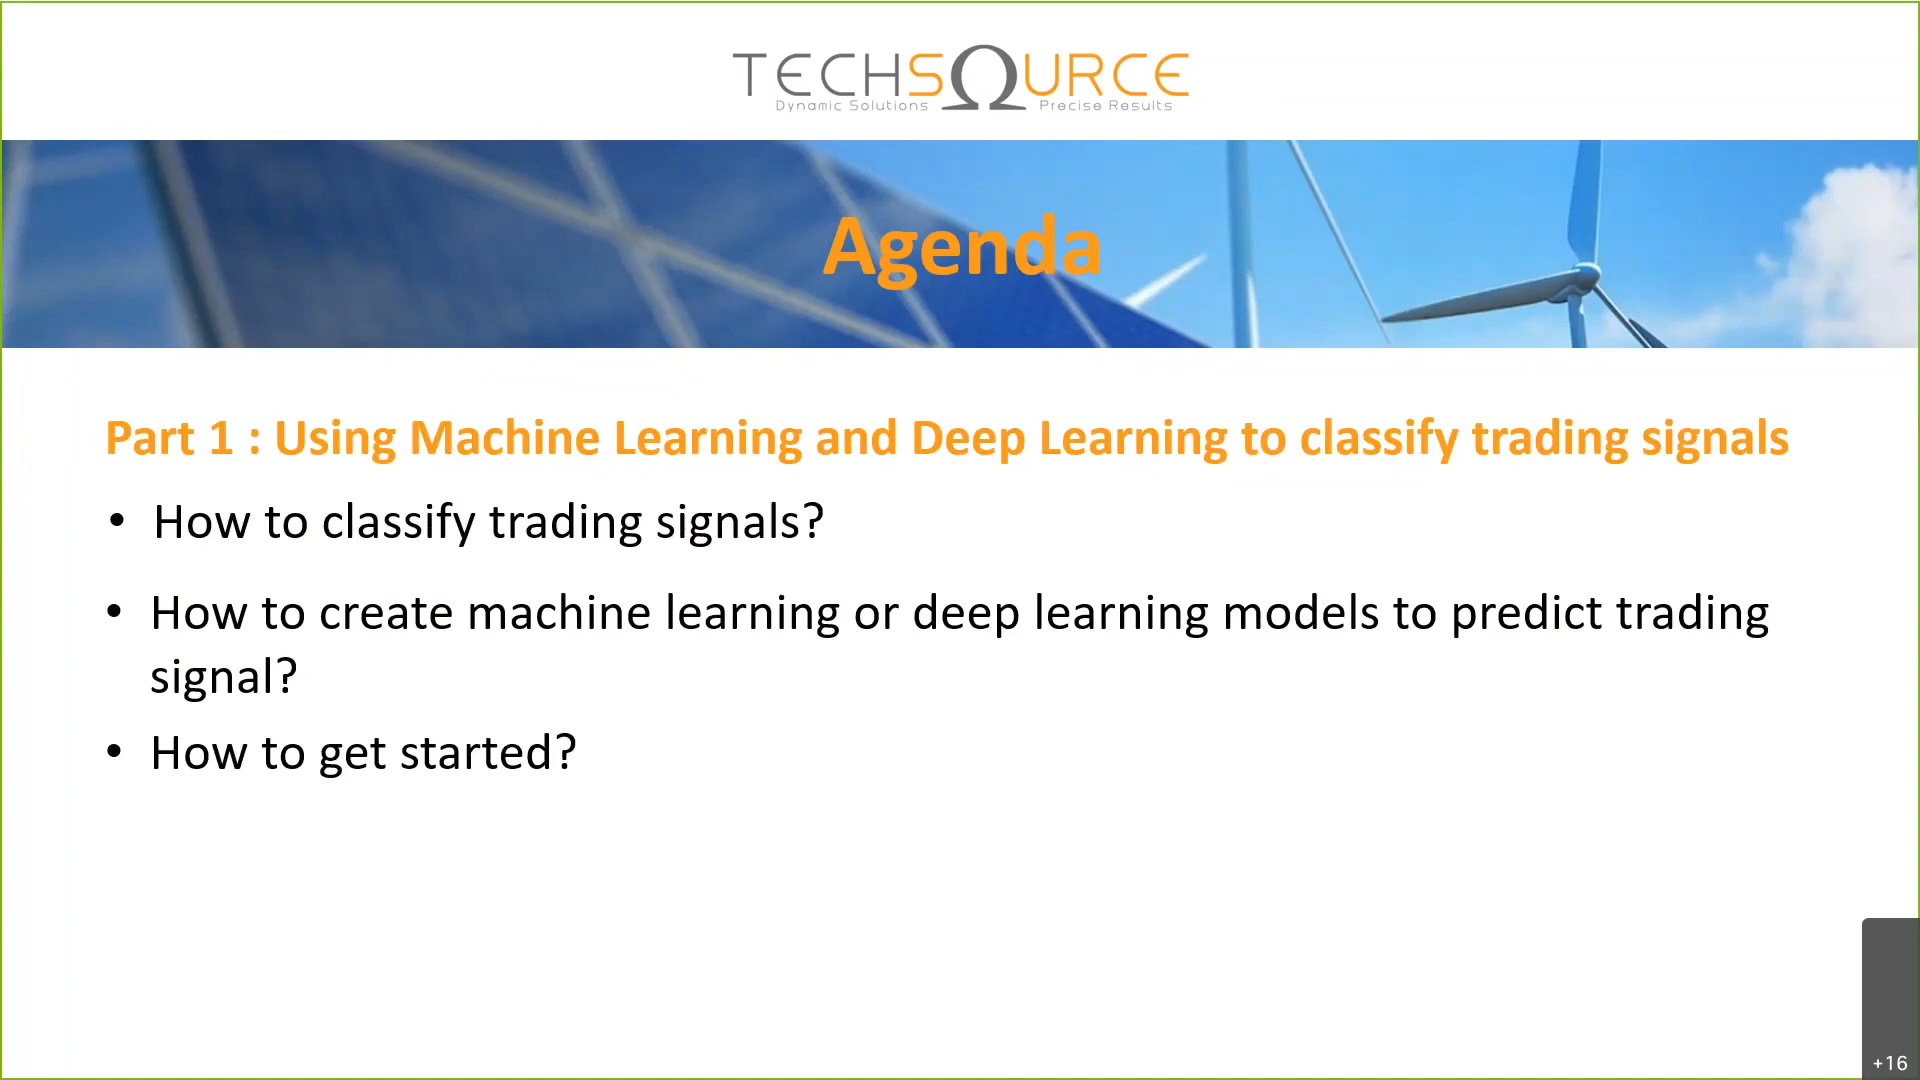 TECHSΩURCE
Dynamic Solutions Precise Results
Agenda
Part 1 : Using Machine Learning and Deep Learning to classify trading signals
• How to classify trading signals?
• How to create machine learning or deep learning models to predict trading
signal?
• How to get started?
+16